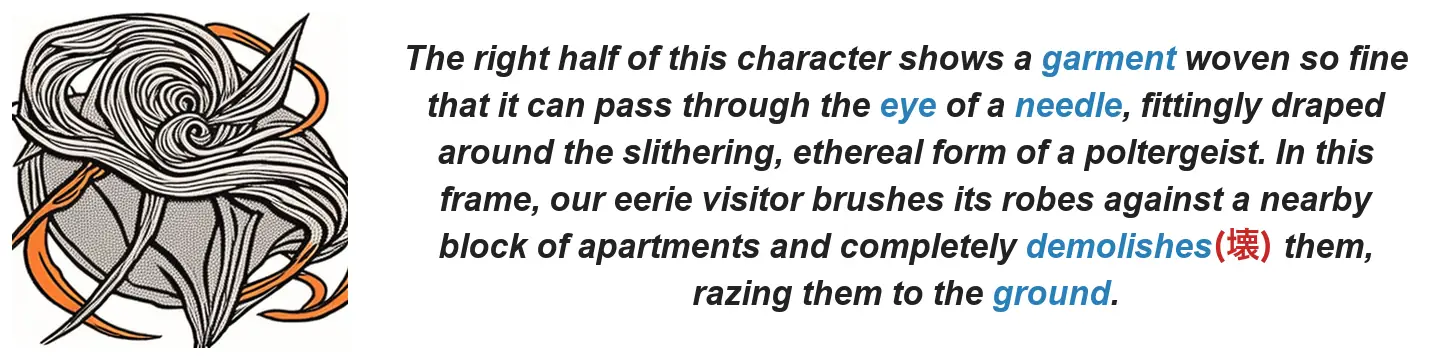 The right half of this character shows a garment woven so fine
that it can pass through the eye of a needle, fittingly draped
around the slithering, ethereal form of a poltergeist. In this
frame, our eerie visitor brushes its robes against a nearby
block of apartments and completely demolishes(壊) them,
razing them to the ground.